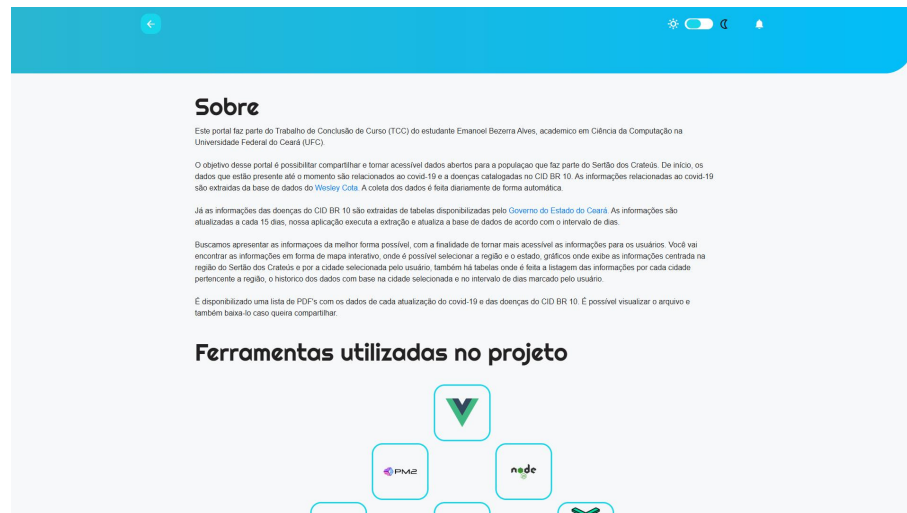 Sobre
Este portal faz parte do Trabalho de Conclusão de Curso (TCC) do estudante Emanoel Bezerra Alves, academico em Ciência da Computação na
Universidade Federal do Ceará (UFC).
O objetivo desse portal é possibilitar compartilhar e tornar acessível dados abertos para a populaçao que faz parte do Sertão dos Crateús. De início, os
dados que estão presente até o momento são relacionados ao covid-19 e a doenças catalogadas no CID BR 10. As informações relacionadas ao covid-19
são extraidas da base de dados do Wesley Cota. A coleta dos dados é feita diariamente de forma automática.
Já as informações das doenças do CID BR 10 são extraidas de tabelas disponibilizadas pelo Governo do Estado do Ceará. As informações são
atualizadas a cada 15 dias, nossa aplicação executa a extração e atualiza a base de dados de acordo com o intervalo de dias.
Buscamos apresentar as informaçoes da melhor forma possível, com a finalidade de tornar mais acessível as informações para os usuários. Você vai
encontrar as informações em forma de mapa interativo, onde é possível selecionar a região e o estado, gráficos onde exibe as informações centrada na
região do Sertão dos Crateús e por a cidade selecionada pelo usuário, também há tabelas onde é feita a listagem das informações por cada cidade
pertencente a região, o historico dos dados com base na cidade selecionada e no intervalo de dias marcado pelo usuário.
É disponibilizado uma lista de PDF's com os dados de cada atualização do covid-19 e das doenças do CID BR 10. É possível visualizar o arquivo e
também baixa-lo caso queira compartilhar.
Ferramentas utilizadas no projeto
PM2
node